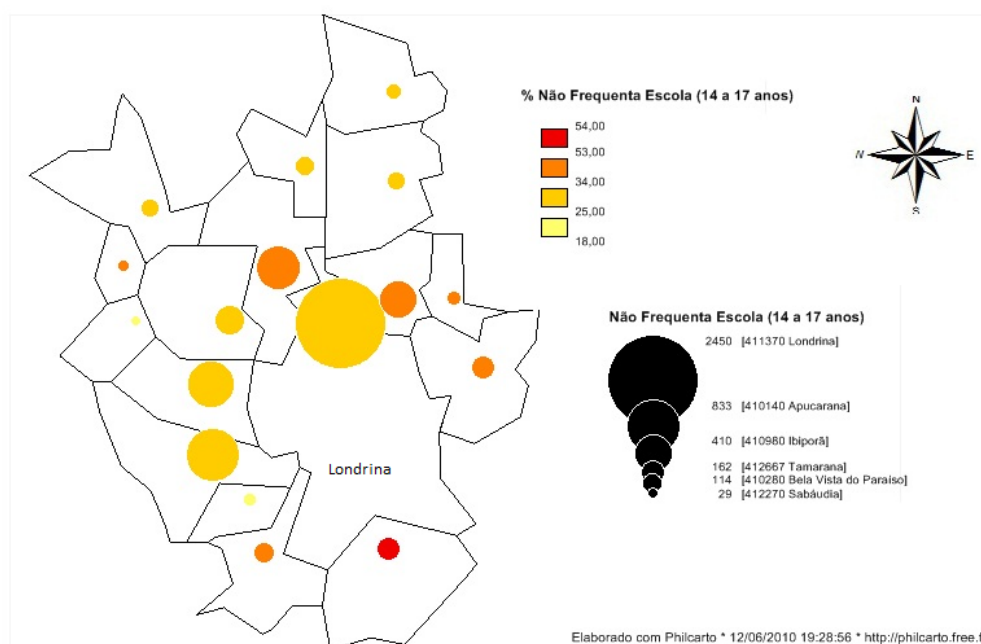 % Não Frequenta Escola (14 a 17 anos)
54,00
53,00
34,00
25,00
18,00
N
N E
S
Não Frequenta Escola (14 a 17 anos)
2450 [411370 Londrina]
833 [410140 Apucarana]
410 [410980 Ibiporã]
162 [412667 Tamarana]
114 [410280 Bela Vista do Paraíso]
29 [412270 Sabáudia]
Londrina
Elaborado com Philcarto * 12/06/2010 19:28:56 * http://philcarto.free.f